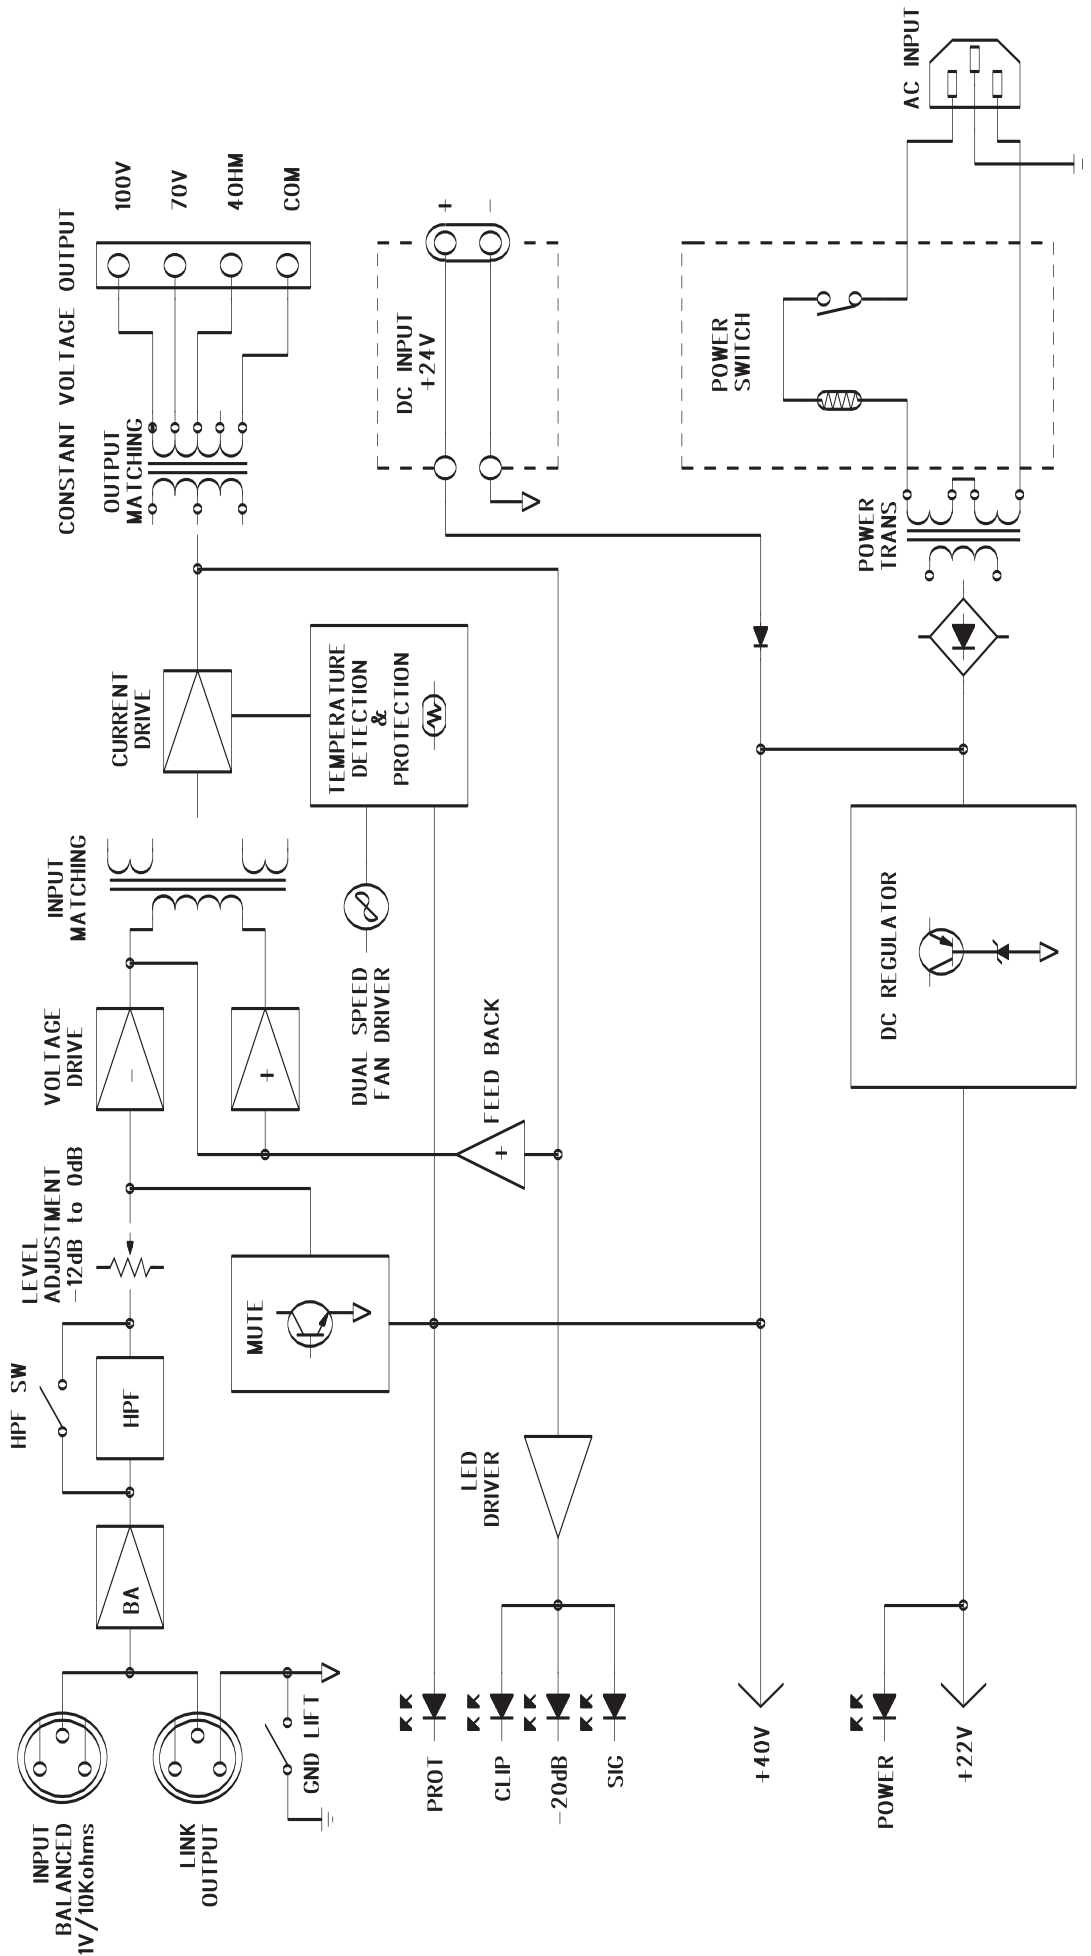 INPUT
BALANCED
1V/10Kohms
LINK
OUTPUT
GND LIFT
BA
HPF SW
HPF
LEVEL
ADJUSTMENT
-12dB to 0dB
MUTE
VOLTAGE
DRIVE
-
+
INPUT
MATCHING
CURRENT
DRIVE
OUTPUT
MATCHING
CONSTANT VOLTAGE OUTPUT
100V
70V
4OHM
COM
TEMPERATURE
DETECTION
&
PROTECTION
DUAL SPEED
FAN DRIVER
FEED BACK
+
DC INPUT
+24V
+
-
LED
DRIVER
PROT
CLIP
-20dB
SIG
POWER
SWITCH
AC INPUT
POWER
TRANS
DC REGULATOR
+40V
POWER
+22V